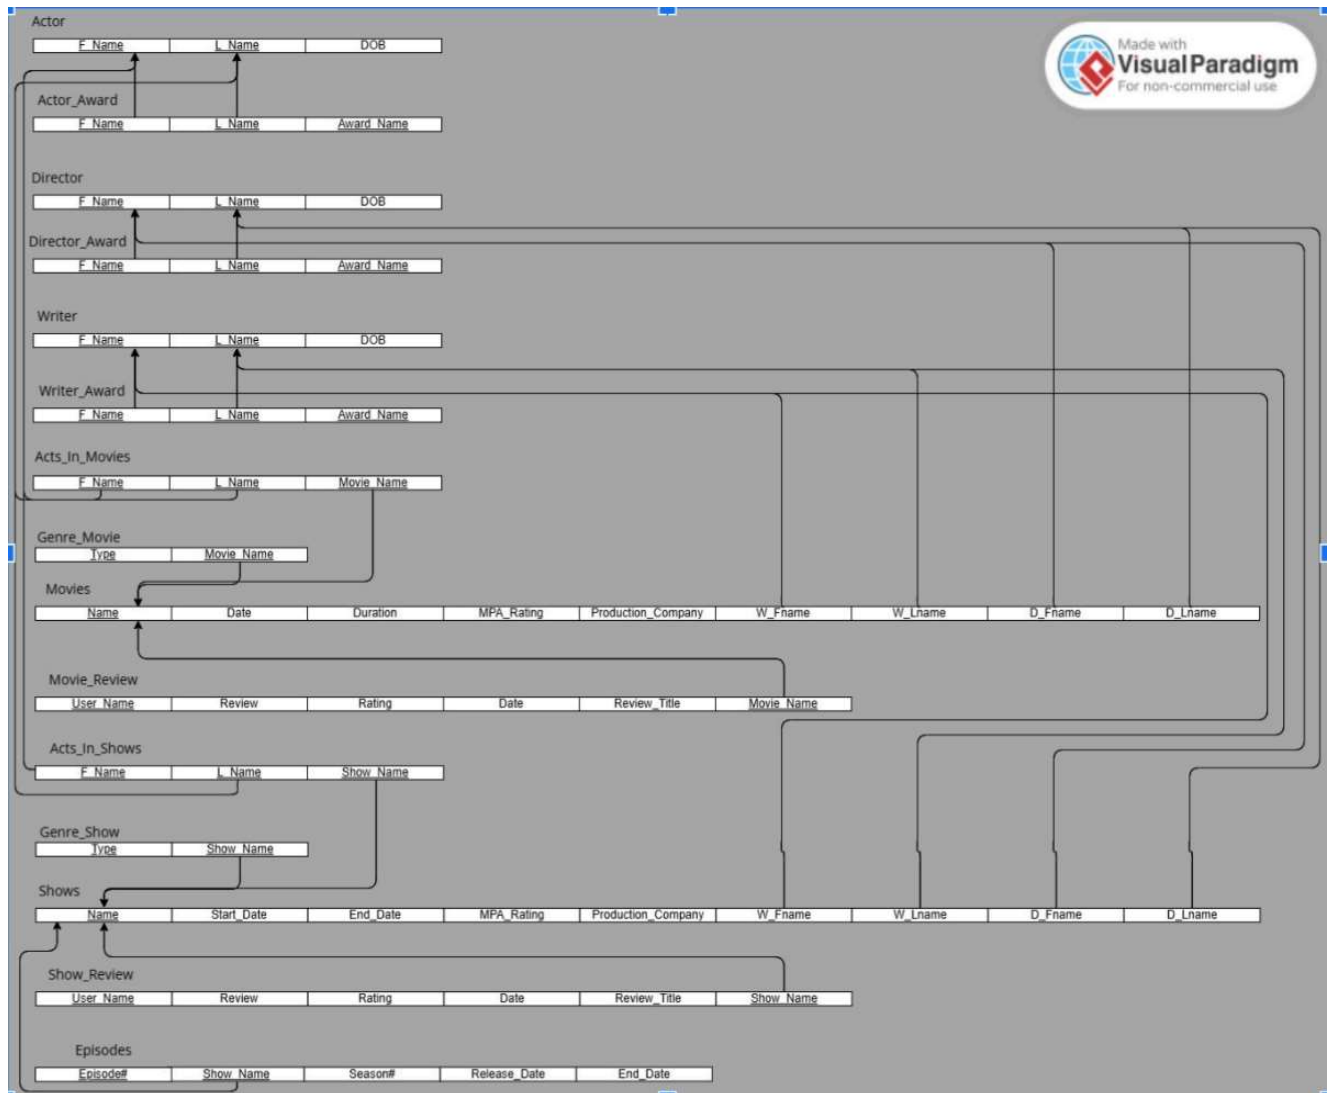 Actor
F_Name L_Name DOB
Made with
Visual Paradigm
For non-commercial use
Actor_Award
F_Name L_Name Award_Name
Director
F_Name L_Name DOB
Director_Award
F_Name L_Name Award_Name
Writer
F_Name L_Name DOB
Writer_Award
F_Name L_Name Award_Name
Acts_In_Movies
F_Name L_Name Movie_Name
Genre_Movie
Type Movie_Name
Movies
Name Date Duration MPA_Rating Production_Company W_Fname W_Lname D_Fname D_Lname
Movie_Review
User_Name Review Rating Date Review_Title Movie_Name
Acts_In_Shows
F_Name L_Name Show_Name
Genre_Show
Type Show_Name
Shows
Name Start_Date End_Date MPA_Rating Production_Company W_Fname W_Lname D_Fname D_Lname
Show_Review
User_Name Review Rating Date Review_Title Show_Name
Episodes
Episode# Show_Name Season# Release_Date End_Date